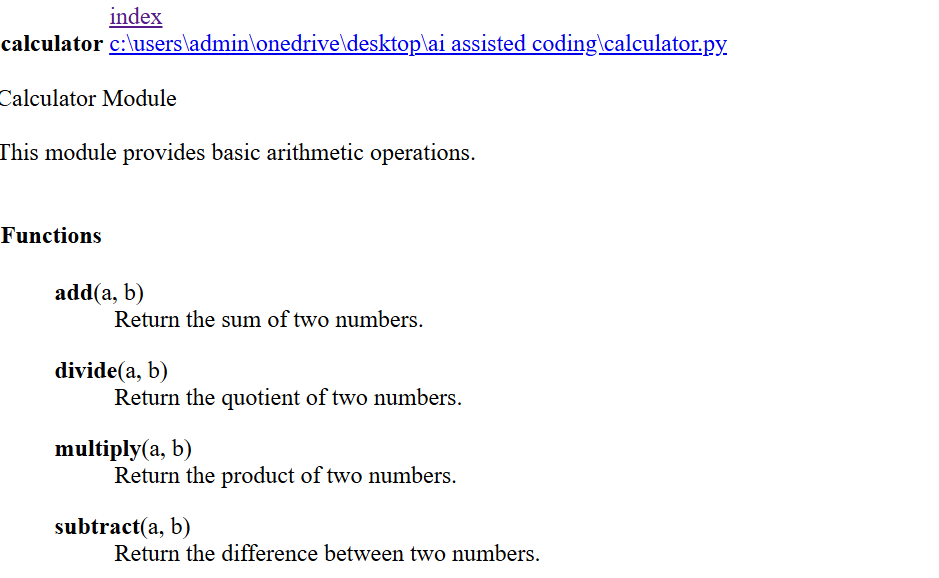 index
calculator c:\users\admin\onedrive\desktop\ai assisted coding\calculator.py
Calculator Module
This module provides basic arithmetic operations.
Functions
add(a, b)
Return the sum of two numbers.
divide(a, b)
Return the quotient of two numbers.
multiply(a, b)
Return the product of two numbers.
subtract(a, b)
Return the difference between two numbers.